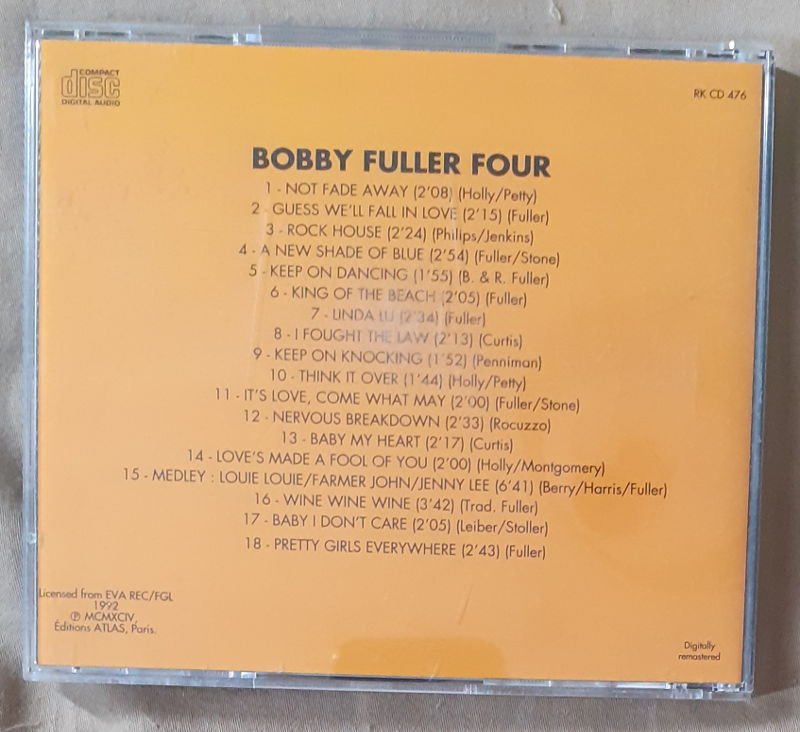 COMPACT
disc
DIGITAL AUDIO
RK CD 476
BOBBY FULLER FOUR
1 - NOT FADE AWAY (2'08) (Holly/Petty)
2 - GUESS WE'LL FALL IN LOVE (2'15) (Fuller)
3 - ROCK HOUSE (2'24) (Philips/Jenkins)
4 - A NEW SHADE OF BLUE (2'54) (Fuller/Stone)
5 - KEEP ON DANCING (1'55) (B. & R. Fuller)
6 - KING OF THE BEACH (2'05) (Fuller)
7 - LINDA LU (2'34) (Fuller)
8 - I FOUGHT THE LAW (2'13) (Curtis)
9 - KEEP ON KNOCKING (1'52) (Penniman)
10 - THINK IT OVER (1'44) (Holly/Petty)
11 - IT'S LOVE, COME WHAT MAY (2'00) (Fuller/Stone)
12 - NERVOUS BREAKDOWN (2'33) (Rocuzzo)
13 - BABY MY HEART (2'17) (Curtis)
14 - LOVE'S MADE A FOOL OF YOU (2'00) (Holly/Montgomery)
15 - MEDLEY : LOUIE LOUIE/FARMER JOHN/JENNY LEE (6'41) (Berry/Harris/Fuller)
16 - WINE WINE WINE (3'42) (Trad. Fuller)
17 - BABY I DON'T CARE (2'05) (Leiber/Stoller)
18 - PRETTY GIRLS EVERYWHERE (2'43) (Fuller)
Licensed from EVA REC/FGL
1992
℗ MCMXCIV,
Éditions ATLAS, Paris.
Digitally
remastered